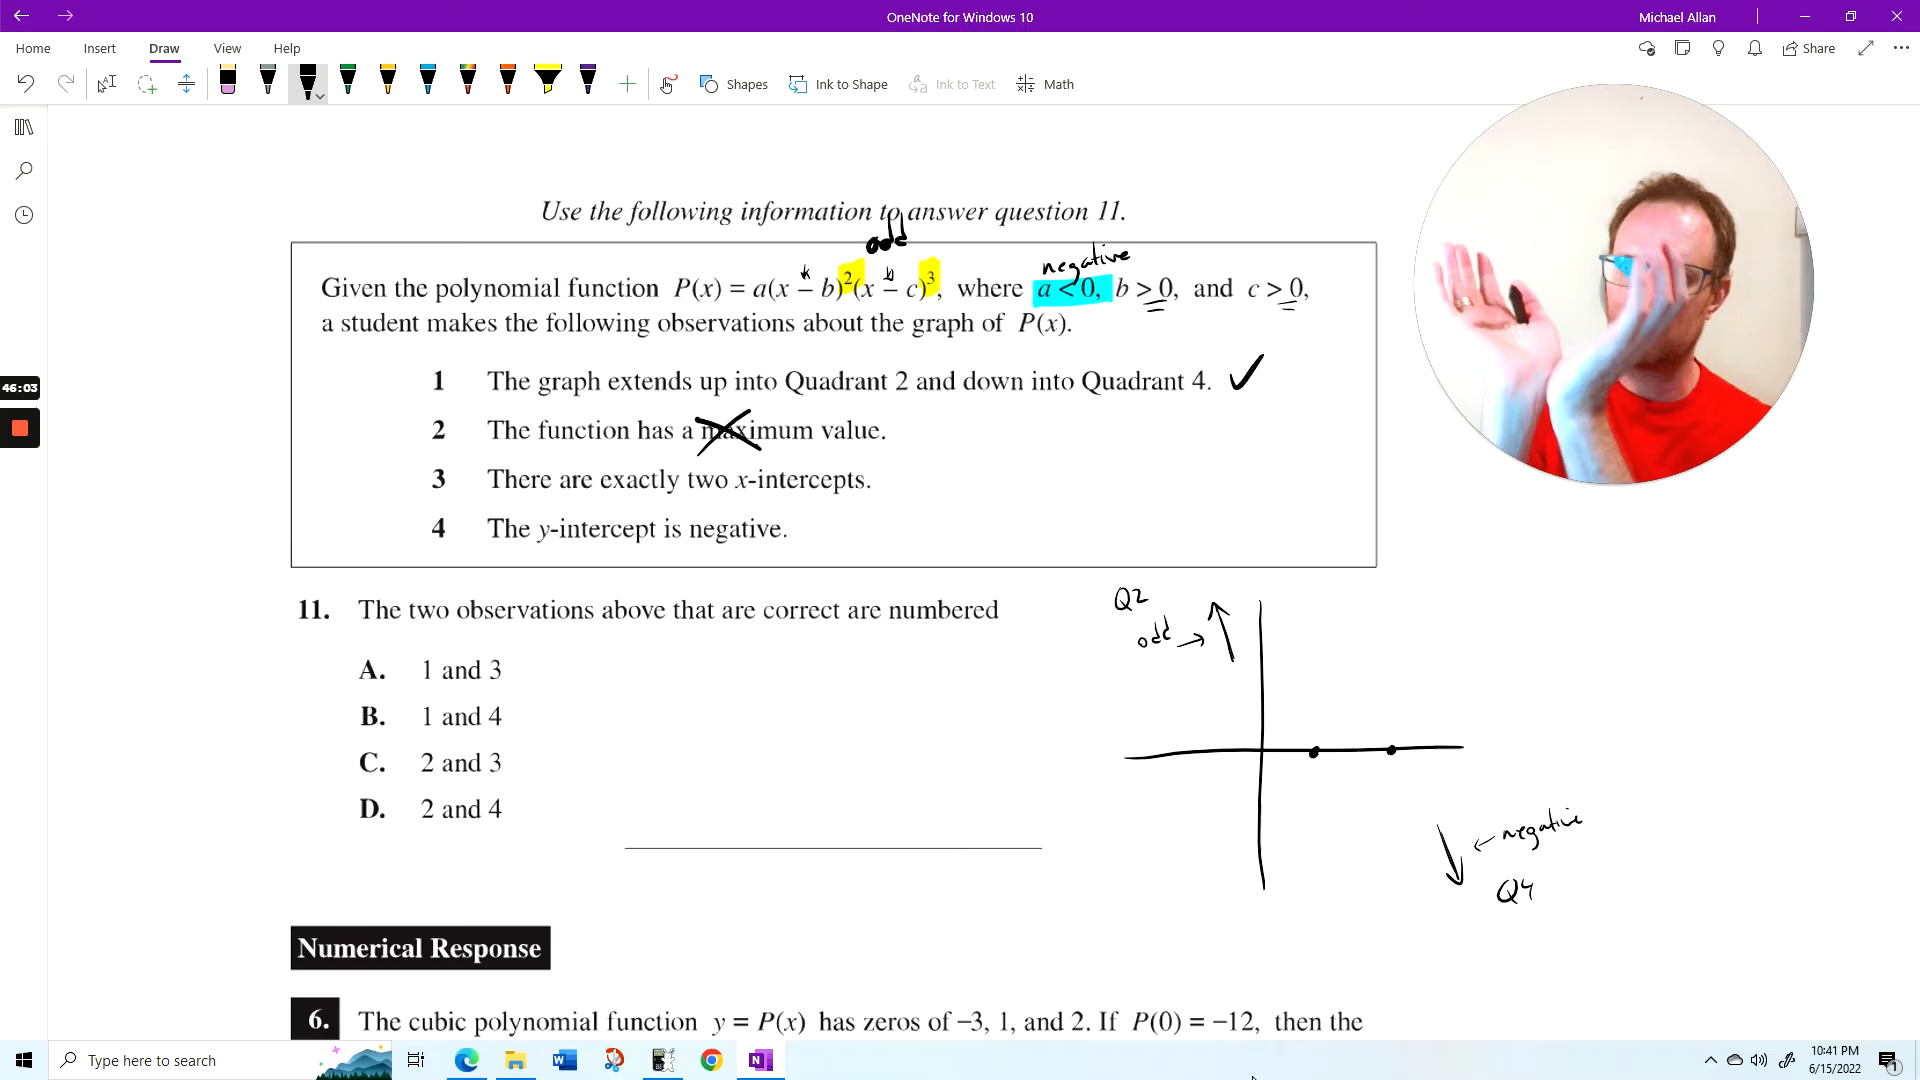 OneNote for Windows 10
Michael Allan
Home Insert Draw View Help
Share
Shapes
Ink to Shape
Ink to Text
Math
46:03
Use the following information to answer question 11.
odd
negative
Given the polynomial function P(x) = a(x − b)²(x − c)³, where a < 0, b > 0, and c > 0,
a student makes the following observations about the graph of P(x).
1 The graph extends up into Quadrant 2 and down into Quadrant 4. ✓
2 The function has a maximum value.
3 There are exactly two x-intercepts.
4 The y-intercept is negative.
11. The two observations above that are correct are numbered
A. 1 and 3
B. 1 and 4
C. 2 and 3
D. 2 and 4
Q2
odd →
← negative
Q4
Numerical Response
6. The cubic polynomial function y = P(x) has zeros of −3, 1, and 2. If P(0) = −12, then the
Type here to search
10:41 PM
6/15/2022
1